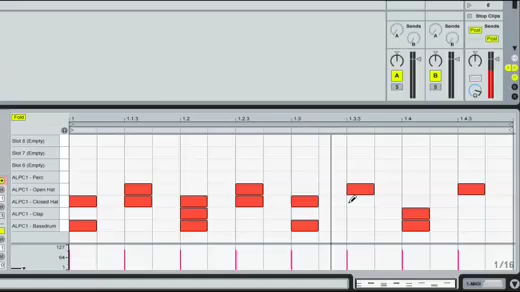 6
Sends
Sends
Stop Clips
A
B
A
B
Sends
Post
Post
A
B
S
S
Fold
1
1.1.3
1.2
1.2.3
1.3
1.3.3
1.4
1.4.3
Slot 8 (Empty)
Slot 7 (Empty)
Slot 6 (Empty)
ALPC1 - Perc
ALPC1 - Open Hat
ALPC1 - Closed Hat
ALPC1 - Clap
ALPC1 - Bassdrum
127
64
1
1/16
1-MIDI